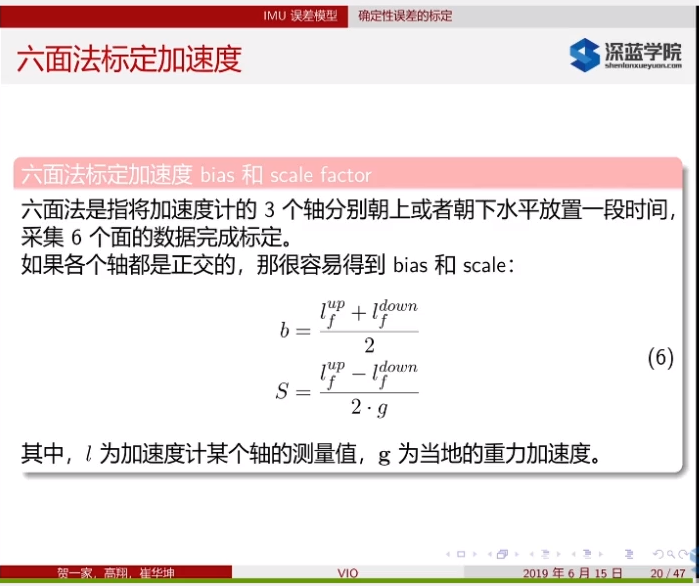 IMU 误差模型 确定性误差的标定
六面法标定加速度
深蓝学院
shenlanxueyuan.com
六面法标定加速度 bias 和 scale factor
六面法是指将加速度计的 3 个轴分别朝上或者朝下水平放置一段时间，
采集 6 个面的数据完成标定。
如果各个轴都是正交的，那很容易得到 bias 和 scale：
b = (l_f^{up} + l_f^{down}) / 2
S = (l_f^{up} − l_f^{down}) / (2 · g)
(6)
其中，l 为加速度计某个轴的测量值，g 为当地的重力加速度。
贺一家，高翔，崔华坤 VIO 2019 年 6 月 15 日 20 / 47